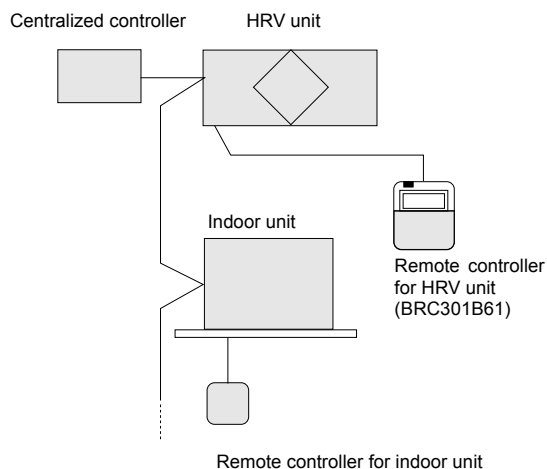 Centralized controller
HRV unit
Indoor unit
Remote controller
for HRV unit
(BRC301B61)
Remote controller for indoor unit